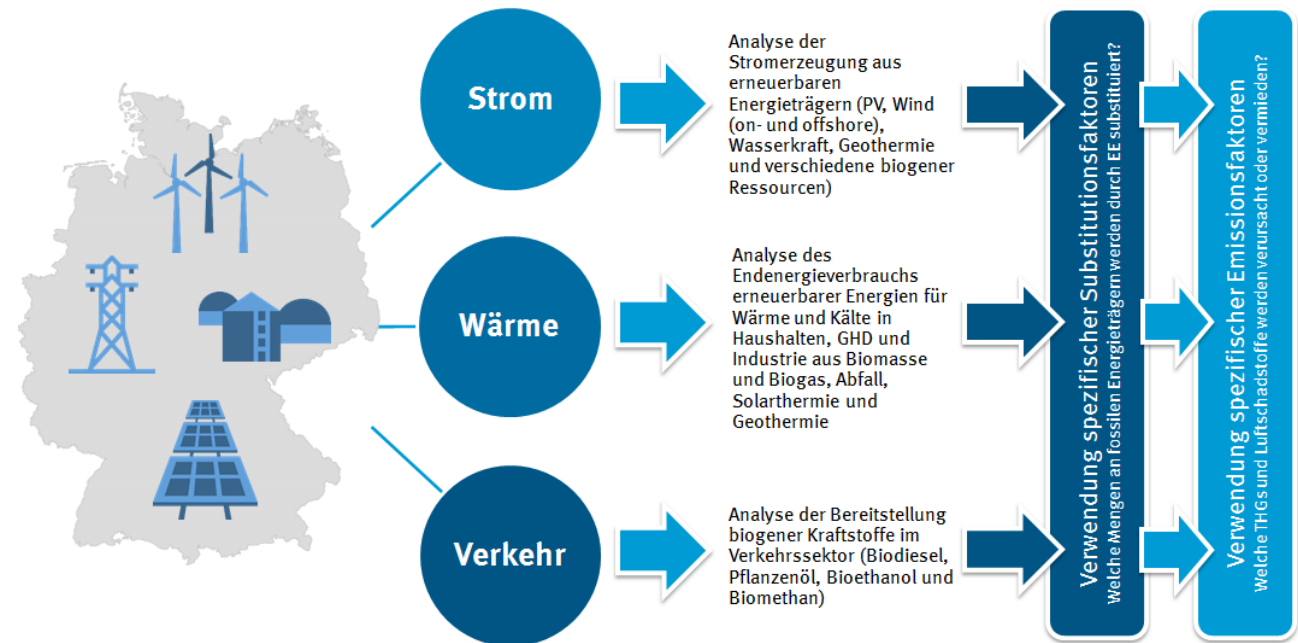 Strom
Analyse der
Stromerzeugung aus
erneuerbaren
Energieträgern (PV, Wind
(on- und offshore),
Wasserkraft, Geothermie
und verschiedene biogener
Ressourcen)
Wärme
Analyse des
Endenergieverbrauchs
erneuerbarer Energien für
Wärme und Kälte in
Haushalten, GHD und
Industrie aus Biomasse
und Biogas, Abfall,
Solarthermie und
Geothermie
Verkehr
Analyse der Bereitstellung
biogener Kraftstoffe im
Verkehrssektor (Biodiesel,
Pflanzenöl, Bioethanol und
Biomethan)
Verwendung spezifischer Substitutionsfaktoren
Welche Mengen an fossilen Energieträgern werden durch EE substituiert?
Verwendung spezifischer Emissionsfaktoren
Welche THGs und Luftschadstoffe werden verursacht oder vermieden?